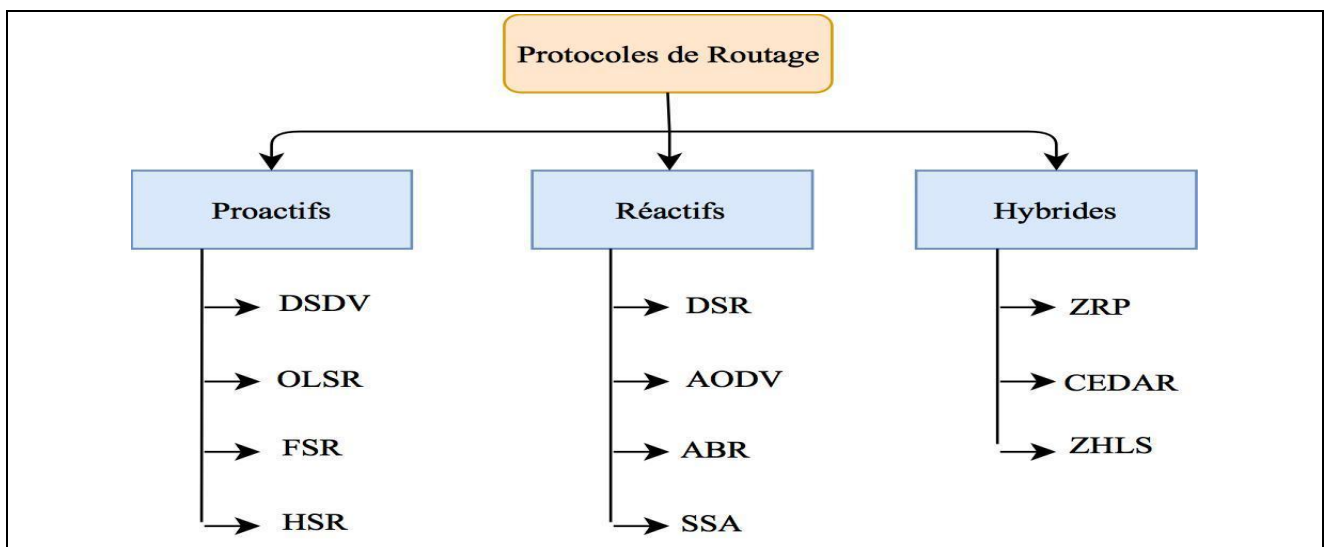 Protocoles de Routage
Proactifs
Réactifs
Hybrides
DSDV
OLSR
FSR
HSR
DSR
AODV
ABR
SSA
ZRP
CEDAR
ZHLS